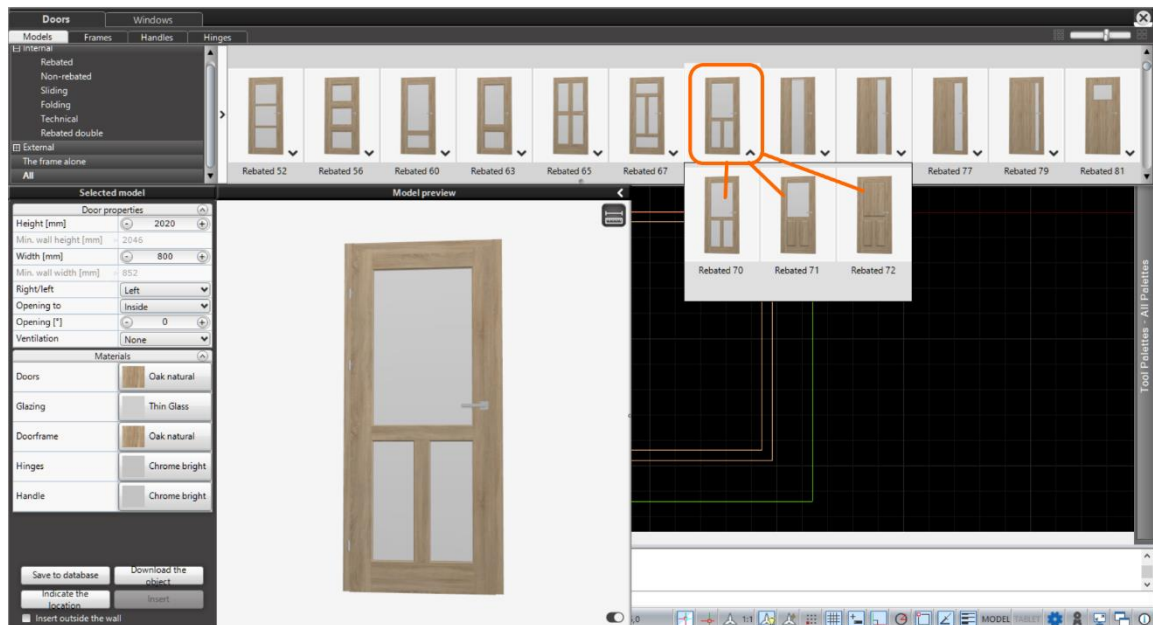 Doors Windows
Models Frames Handles Hinges
Internal
Rebated
Non-rebated
Sliding
Folding
Technical
Rebated double
External
The frame alone
All
Rebated 52 Rebated 56 Rebated 60 Rebated 63 Rebated 65 Rebated 67 Rebated 77 Rebated 79 Rebated 81
Rebated 70 Rebated 71 Rebated 72
Selected model
Model preview
Door properties
Height [mm] 2020
Min. wall height [mm] 2046
Width [mm] 800
Min. wall width [mm] 852
Right/left Left
Opening to Inside
Opening [°] 0
Ventilation None
Materials
Doors Oak natural
Glazing Thin Glass
Doorframe Oak natural
Hinges Chrome bright
Handle Chrome bright
Save to database
Download the object
Indicate the location
Insert
Insert outside the wall
Tool Palettes - All Palettes
1:1 MODEL